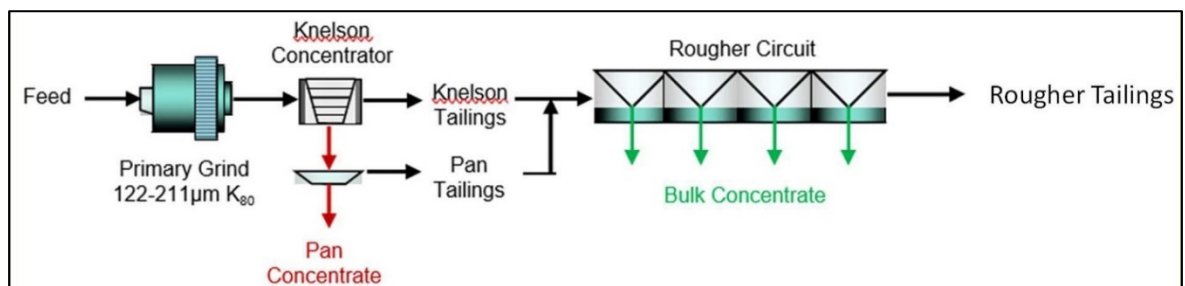 Feed
Primary Grind
122-211µm K80
Knelson
Concentrator
Pan
Concentrate
Knelson
Tailings
Pan
Tailings
Rougher Circuit
Bulk Concentrate
Rougher Tailings